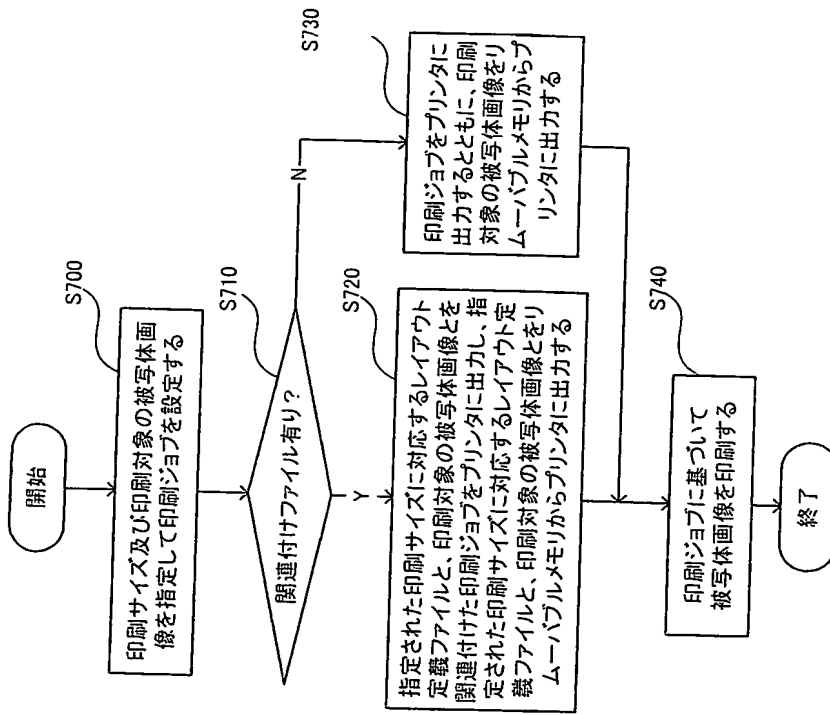 開始
S700
印刷サイズ及び印刷対象の被写体画
像を指定して印刷ジョブを設定する
S710
関連付けファイル有り?
Y
N
S720
指定された印刷サイズに対応するレイアウト
定義ファイルと、印刷対象の被写体画像とを
関連付けた印刷ジョブをプリンタに出力し、指
定された印刷サイズに対応するレイアウト定
義ファイルと、印刷対象の被写体画像とをリ
ムーバブルメモリからプリンタに出力する
S730
印刷ジョブをプリンタに
出力するとともに、印刷
対象の被写体画像をリ
ムーバブルメモリからプ
リンタに出力する
S740
印刷ジョブに基づいて
被写体画像を印刷する
終了